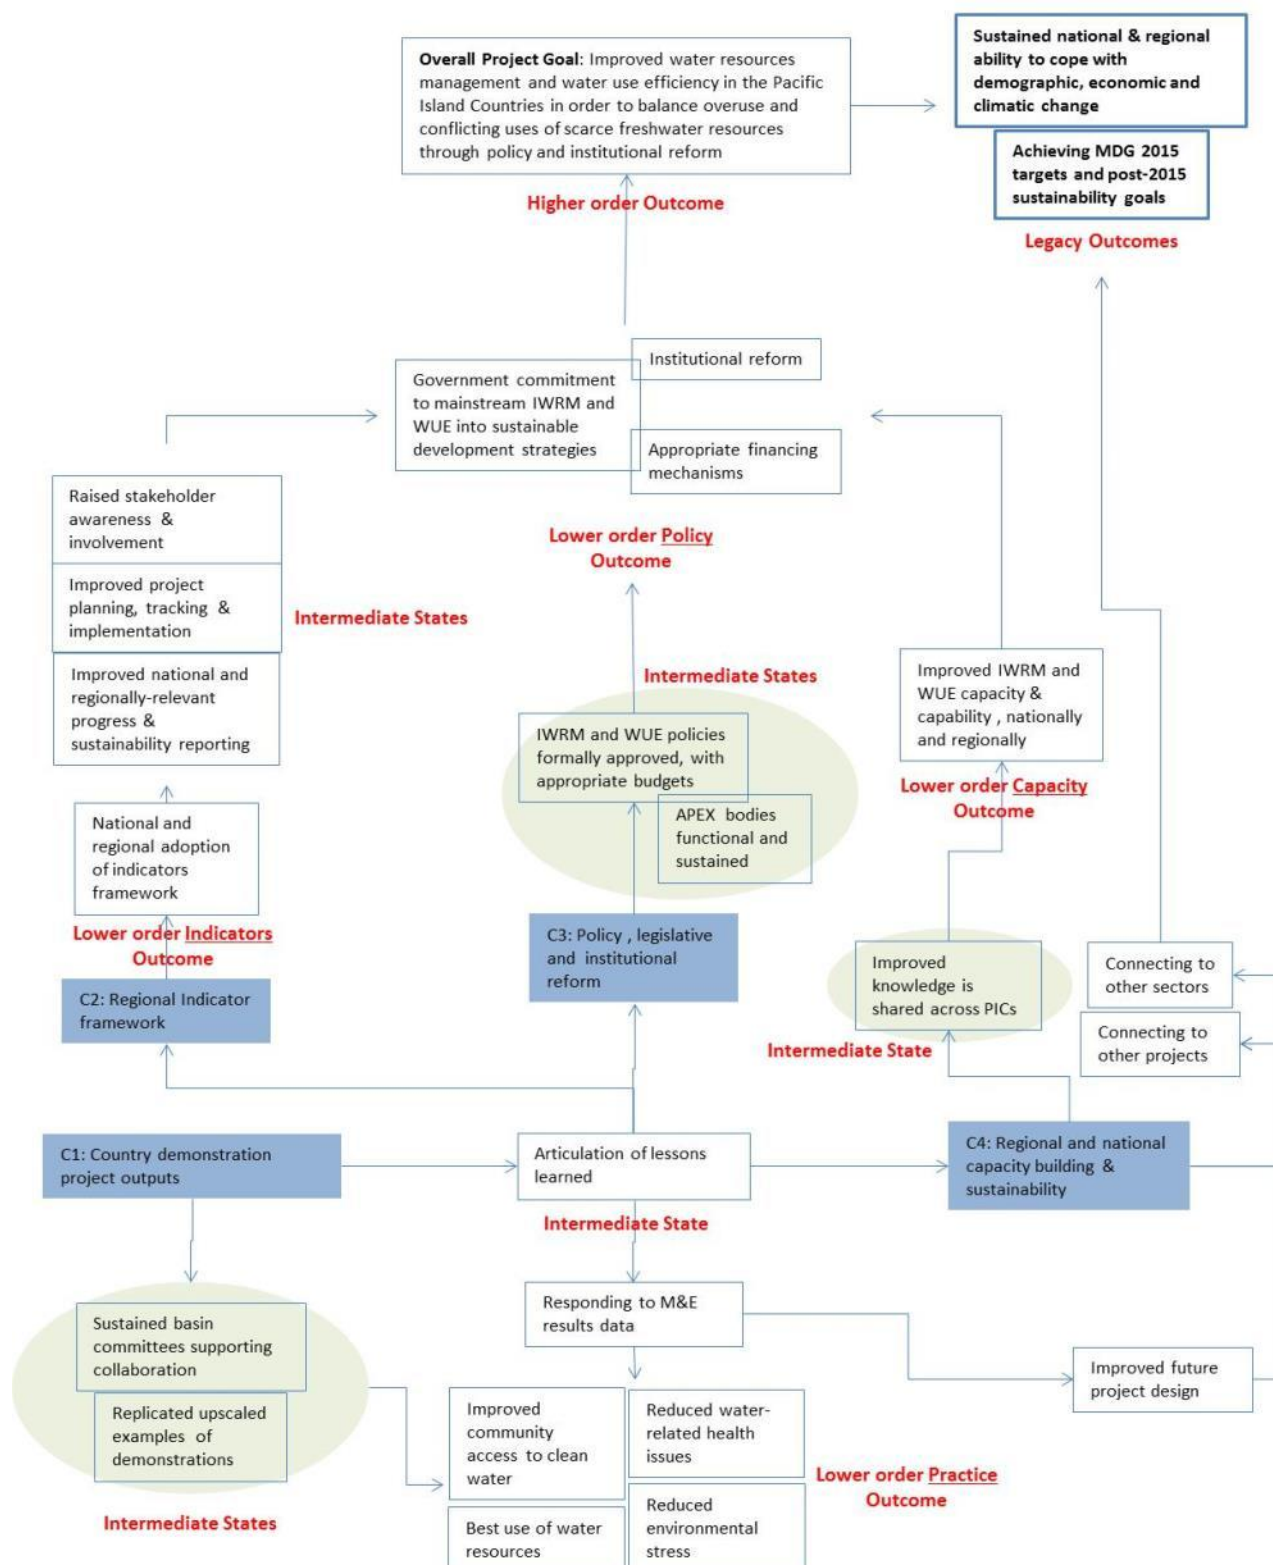 Overall Project Goal: Improved water resources
management and water use efficiency in the Pacific
Island Countries in order to balance overuse and
conflicting uses of scarce freshwater resources
through policy and institutional reform
Higher order Outcome
Sustained national & regional
ability to cope with
demographic, economic and
climatic change
Achieving MDG 2015
targets and post-2015
sustainability goals
Legacy Outcomes
Institutional reform
Government commitment
to mainstream IWRM and
WUE into sustainable
development strategies
Appropriate financing
mechanisms
Lower order Policy
Outcome
Raised stakeholder
awareness &
involvement
Improved project
planning, tracking &
implementation
Improved national and
regionally-relevant
progress &
sustainability reporting
Intermediate States
Intermediate States
IWRM and WUE policies
formally approved, with
appropriate budgets
APEX bodies
functional and
sustained
Improved IWRM and
WUE capacity &
capability , nationally
and regionally
Lower order Capacity
Outcome
National and
regional adoption
of indicators
framework
Lower order Indicators
Outcome
C2: Regional Indicator
framework
C3: Policy , legislative
and institutional
reform
Improved
knowledge is
shared across PICs
Intermediate State
Connecting to
other sectors
Connecting to
other projects
C1: Country demonstration
project outputs
Articulation of lessons
learned
Intermediate State
C4: Regional and national
capacity building &
sustainability
Sustained basin
committees supporting
collaboration
Replicated upscaled
examples of
demonstrations
Intermediate States
Responding to M&E
results data
Improved future
project design
Improved
community
access to clean
water
Reduced water-
related health
issues
Best use of water
resources
Reduced
environmental
stress
Lower order Practice
Outcome